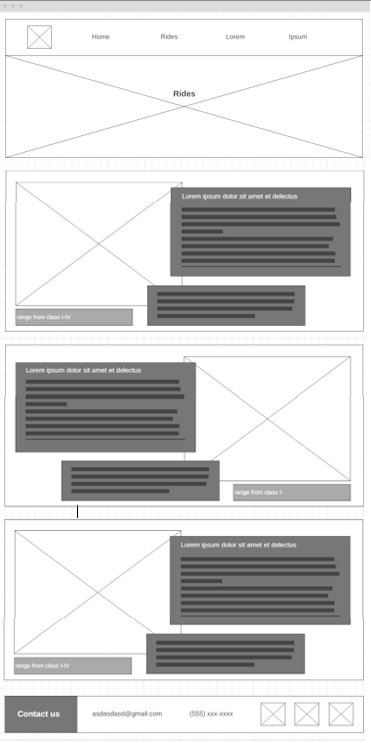 Home Rides Lorem Ipsum
Rides
Lorem ipsum dolor sit amet et delectus
range from class I-IV
Lorem ipsum dolor sit amet et delectus
range from class I-
Lorem ipsum dolor sit amet et delectus
range from class I-IV
Contact us asdasdasd@gmail.com (555) xxx-xxxx